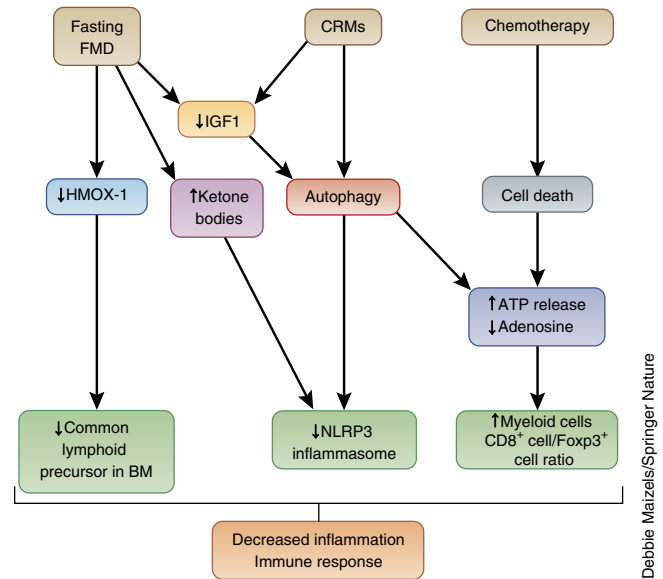 Fasting
FMD
CRMs
Chemotherapy
↓IGF1
↓HMOX-1
↑Ketone
bodies
Autophagy
Cell death
↑ATP release
↓Adenosine
↓Common
lymphoid
precursor in BM
↓NLRP3
inflammasome
↑Myeloid cells
CD8⁺ cell/Foxp3⁺
cell ratio
Decreased inflammation
Immune response
Debbie Maizels/Springer Nature